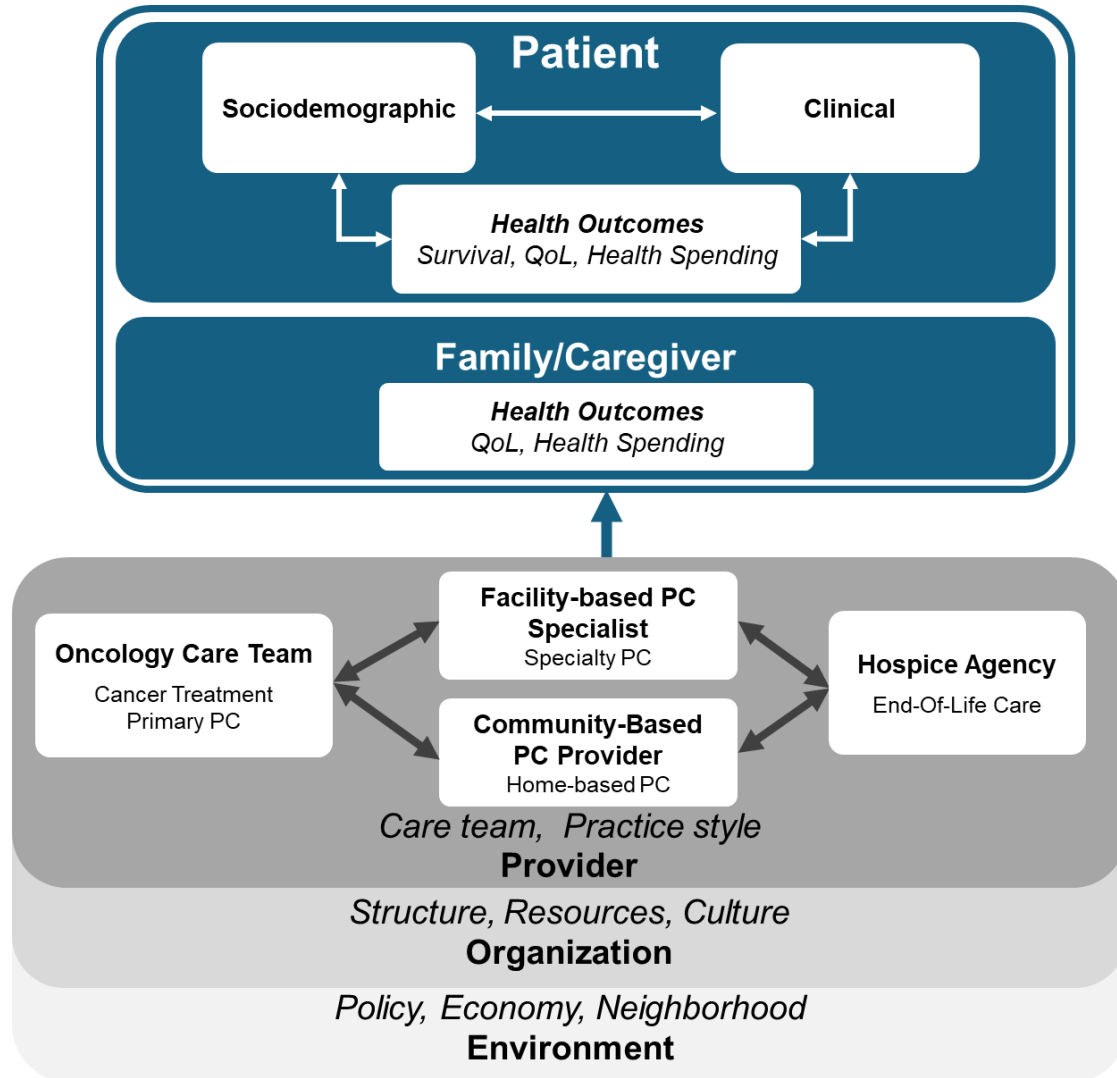 Patient
Sociodemographic
Clinical
Health Outcomes
Survival, QoL, Health Spending
Family/Caregiver
Health Outcomes
QoL, Health Spending
Oncology Care Team
Cancer Treatment
Primary PC
Facility-based PC
Specialist
Specialty PC
Community-Based
PC Provider
Home-based PC
Hospice Agency
End-Of-Life Care
Care team, Practice style
Provider
Structure, Resources, Culture
Organization
Policy, Economy, Neighborhood
Environment